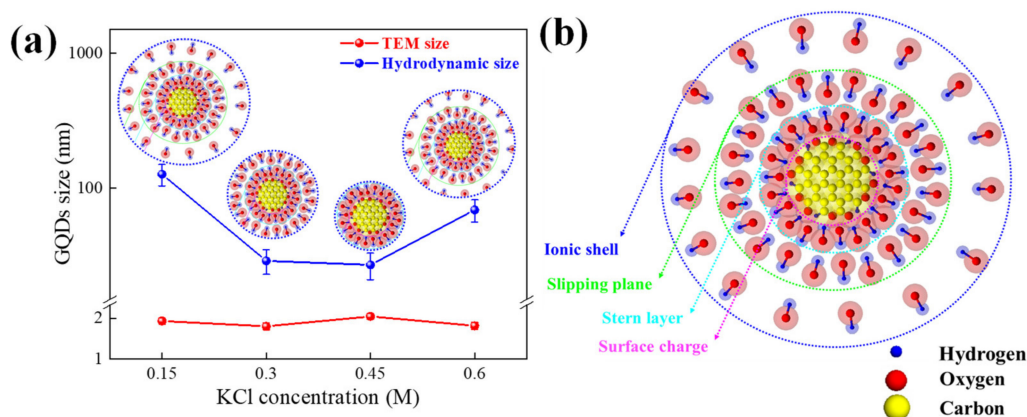 (a)
TEM size
Hydrodynamic size
GQDs size (nm)
1000
100
2
1
0.15 0.3 0.45 0.6
KCl concentration (M)
(b)
Ionic shell
Slipping plane
Stern layer
Surface charge
Hydrogen
Oxygen
Carbon